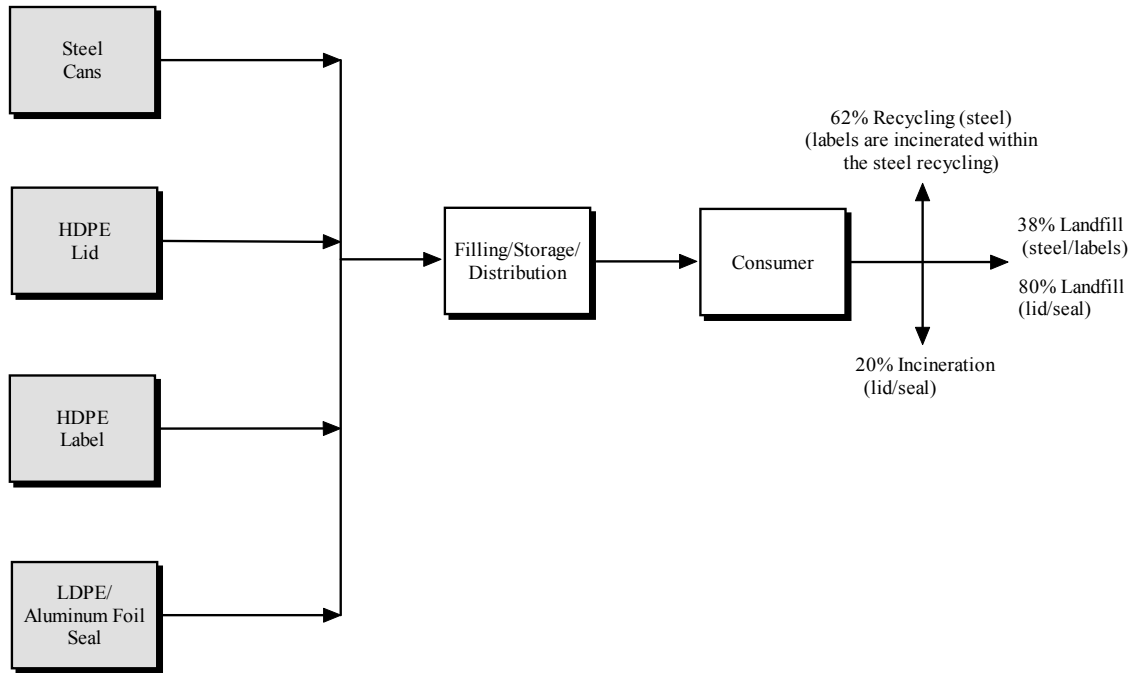 Steel
Cans
HDPE
Lid
HDPE
Label
LDPE/
Aluminum Foil
Seal
Filling/Storage/
Distribution
Consumer
62% Recycling (steel)
(labels are incinerated within
the steel recycling)
38% Landfill
(steel/labels)
80% Landfill
(lid/seal)
20% Incineration
(lid/seal)